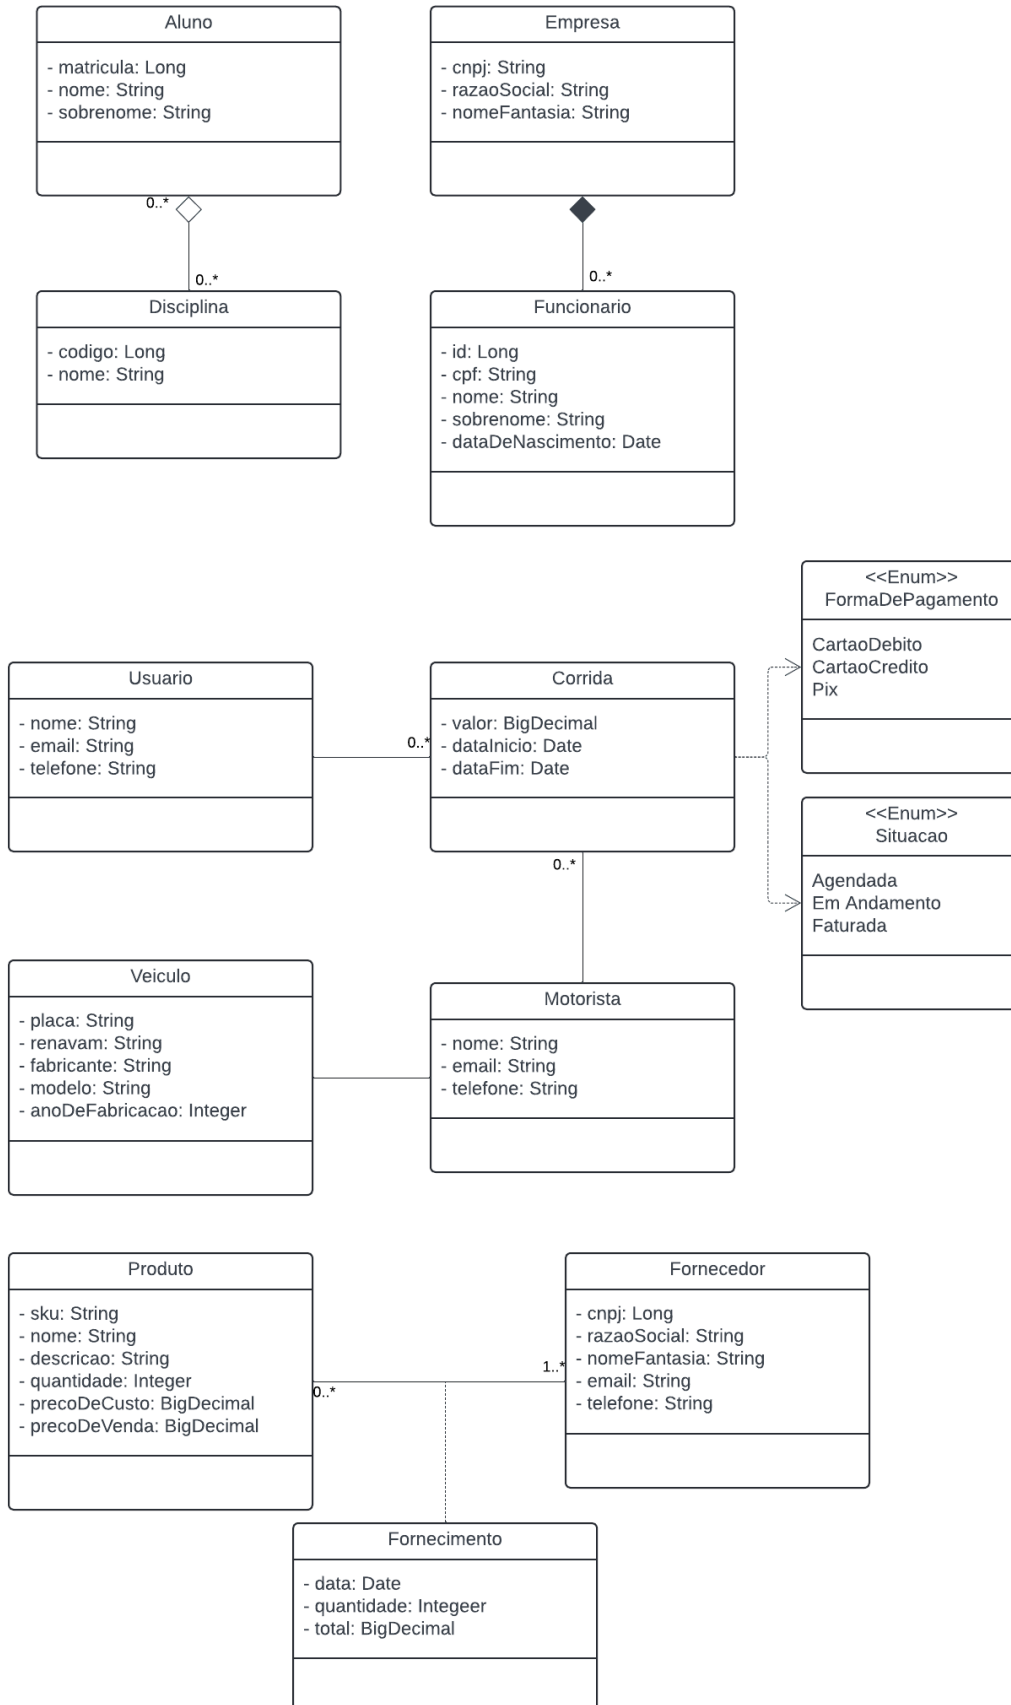 Aluno
- matricula: Long
- nome: String
- sobrenome: String
0..*
0..*
Disciplina
- codigo: Long
- nome: String
Empresa
- cnpj: String
- razaoSocial: String
- nomeFantasia: String
0..*
Funcionario
- id: Long
- cpf: String
- nome: String
- sobrenome: String
- dataDeNascimento: Date
Usuario
- nome: String
- email: String
- telefone: String
0..*
Corrida
- valor: BigDecimal
- dataInicio: Date
- dataFim: Date
0..*
<<Enum>>
FormaDePagamento
CartaoDebito
CartaoCredito
Pix
<<Enum>>
Situacao
Agendada
Em Andamento
Faturada
Veiculo
- placa: String
- renavam: String
- fabricante: String
- modelo: String
- anoDeFabricacao: Integer
Motorista
- nome: String
- email: String
- telefone: String
Produto
- sku: String
- nome: String
- descricao: String
- quantidade: Integer
- precoDeCusto: BigDecimal
- precoDeVenda: BigDecimal
0..*
1..*
Fornecedor
- cnpj: Long
- razaoSocial: String
- nomeFantasia: String
- email: String
- telefone: String
Fornecimento
- data: Date
- quantidade: Integeer
- total: BigDecimal